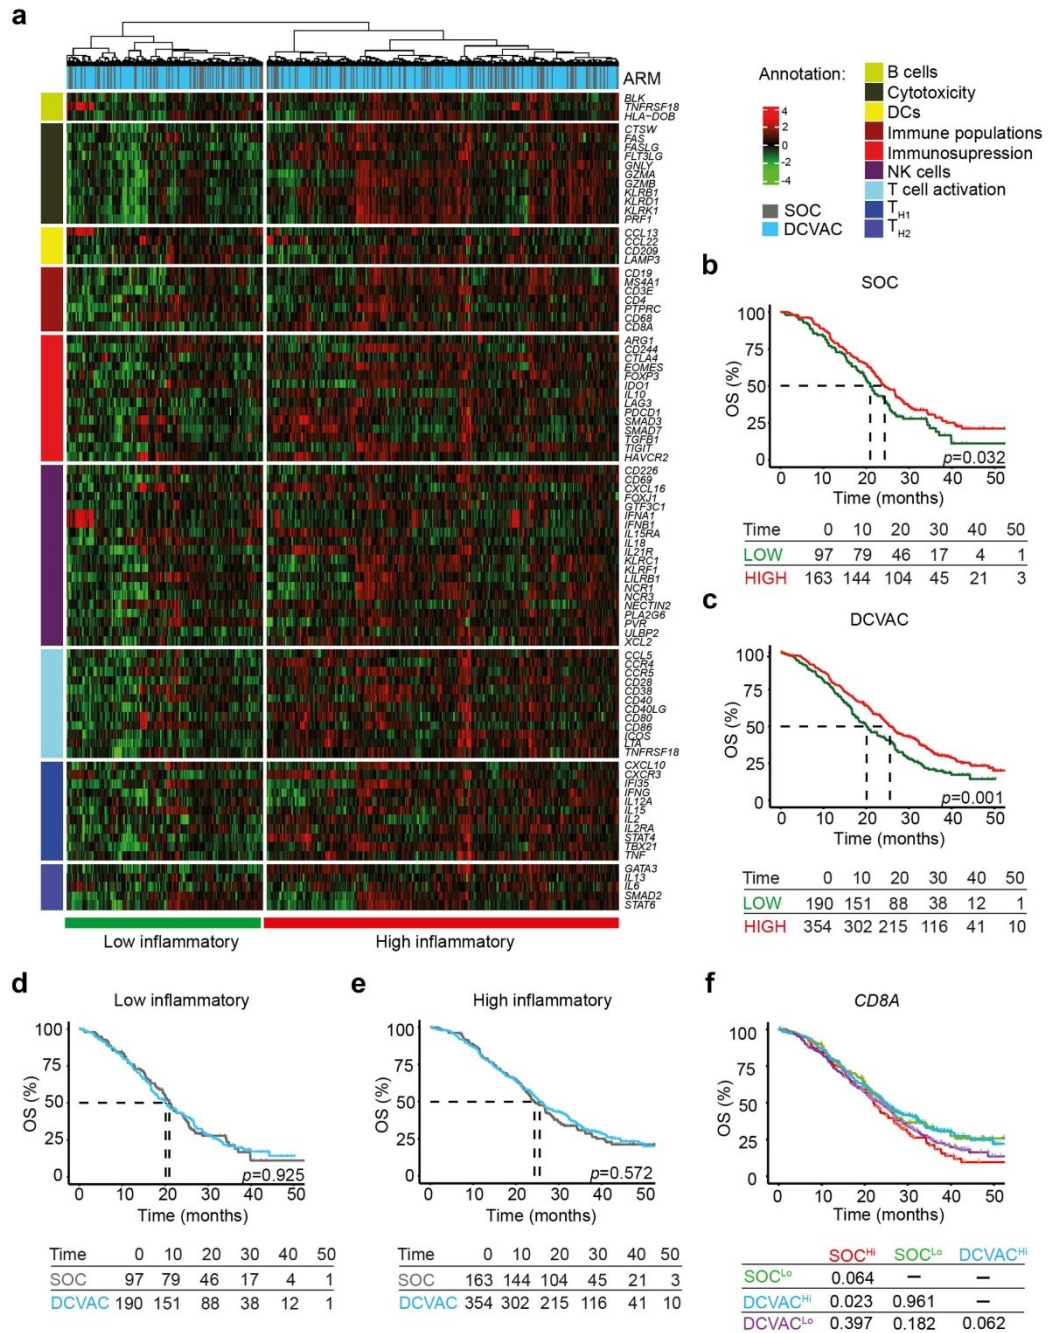 a
ARM
BLK
TNFRSF18
HLA-DOB
CTSW
FAS
FASLG
FLT3LG
GNLY
GZMA
GZMB
KLRB1
KLRD1
KLRK1
PRF1
CCL13
CCL22
CD209
LAMP3
CD19
MS4A1
CD3E
CD4
PTPRC
CD68
CD8A
ARG1
CD244
CTLA4
EOMES
FOXP3
IDO1
IL10
LAG3
PDCD1
SMAD3
SMAD7
TGFB1
TIGIT
HAVCR2
CD226
CD69
CXCL16
FOXJ1
GTF3C1
IFNA1
IFNB1
IL15RA
IL18
IL21R
KLRC1
KLRF1
LILRB1
NCR1
NCR3
NECTIN2
PLA2G6
PVR
ULBP2
XCL2
CCL5
CCR4
CCR5
CD28
CD38
CD40
CD40LG
CD80
CD86
ICOS
LTA
TNFRSF18
CXCL10
CXCR3
IFI35
IFNG
IL12A
IL15
IL2
IL2RA
STAT4
TBX21
TNF
GATA3
IL13
IL6
SMAD2
STAT6
Low inflammatory High inflammatory
Annotation:
4
2
0
-2
-4
SOC
DCVAC
B cells
Cytotoxicity
DCs
Immune populations
Immunosupression
NK cells
T cell activation
TH1
TH2
b
SOC
OS (%)
100
75
50
25
0
p=0.032
0 10 20 30 40 50
Time (months)
Time 0 10 20 30 40 50
LOW 97 79 46 17 4 1
HIGH 163 144 104 45 21 3
c
DCVAC
OS (%)
100
75
50
25
0
p=0.001
0 10 20 30 40 50
Time (months)
Time 0 10 20 30 40 50
LOW 190 151 88 38 12 1
HIGH 354 302 215 116 41 10
d
Low inflammatory
OS (%)
100
75
50
25
0
p=0.925
0 10 20 30 40 50
Time (months)
Time 0 10 20 30 40 50
SOC 97 79 46 17 4 1
DCVAC 190 151 88 38 12 1
e
High inflammatory
OS (%)
100
75
50
25
0
p=0.572
0 10 20 30 40 50
Time (months)
Time 0 10 20 30 40 50
SOC 163 144 104 45 21 3
DCVAC 354 302 215 116 41 10
f
CD8A
OS (%)
100
75
50
25
0
0 10 20 30 40 50
Time (months)
SOCHi SOCLo DCVACHi
SOCLo 0.064 – –
DCVACHi 0.023 0.961 –
DCVACLo 0.397 0.182 0.062